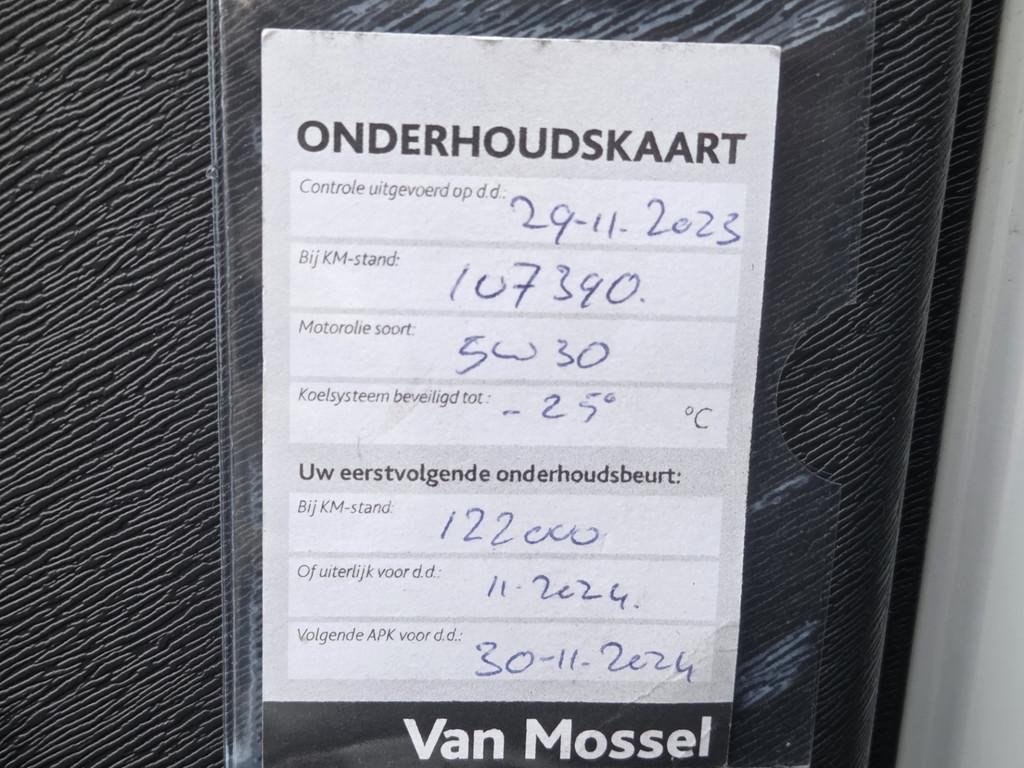 ONDERHOUDSKAART
Controle uitgevoerd op d.d.: 29-11-2023
Bij KM-stand: 107390.
Motorolie soort: 5W30
Koelsysteem beveiligd tot: -25° °C
Uw eerstvolgende onderhoudsbeurt:
Bij KM-stand: 122000
Of uiterlijk voor d.d.: 11-2024.
Volgende APK voor d.d.: 30-11-2024
Van Mossel